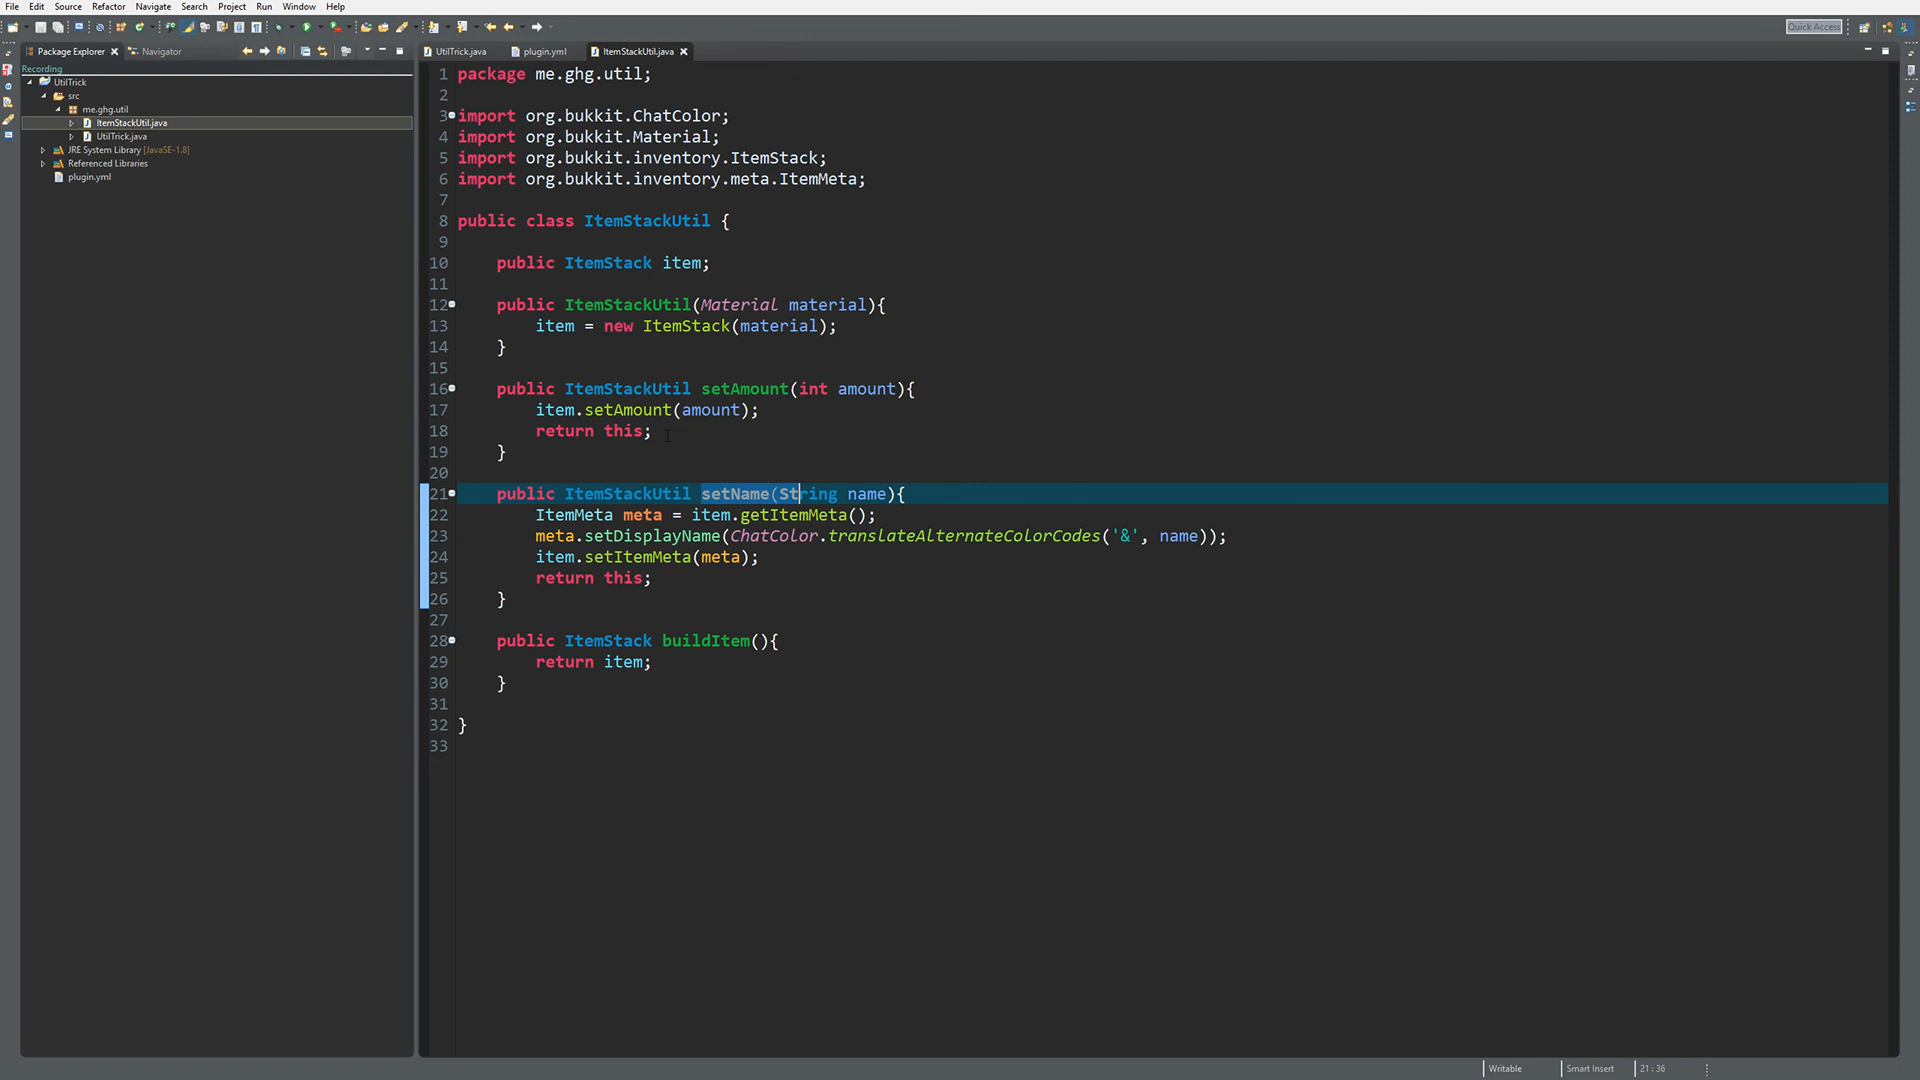 File Edit Source Refactor Navigate Search Project Run Window Help
Quick Access
Package Explorer Navigator
UtilTrick.java plugin.yml ItemStackUtil.java
Recording
UtilTrick
src
me.ghg.util
ItemStackUtil.java
UtilTrick.java
JRE System Library [JavaSE-1.8]
Referenced Libraries
plugin.yml
1 package me.ghg.util;
2
3 import org.bukkit.ChatColor;
4 import org.bukkit.Material;
5 import org.bukkit.inventory.ItemStack;
6 import org.bukkit.inventory.meta.ItemMeta;
7
8 public class ItemStackUtil {
9
10 public ItemStack item;
11
12 public ItemStackUtil(Material material){
13 item = new ItemStack(material);
14 }
15
16 public ItemStackUtil setAmount(int amount){
17 item.setAmount(amount);
18 return this;
19 }
20
21 public ItemStackUtil setName(String name){
22 ItemMeta meta = item.getItemMeta();
23 meta.setDisplayName(ChatColor.translateAlternateColorCodes('&', name));
24 item.setItemMeta(meta);
25 return this;
26 }
27
28 public ItemStack buildItem(){
29 return item;
30 }
31
32 }
33
Writable Smart Insert 21 : 36